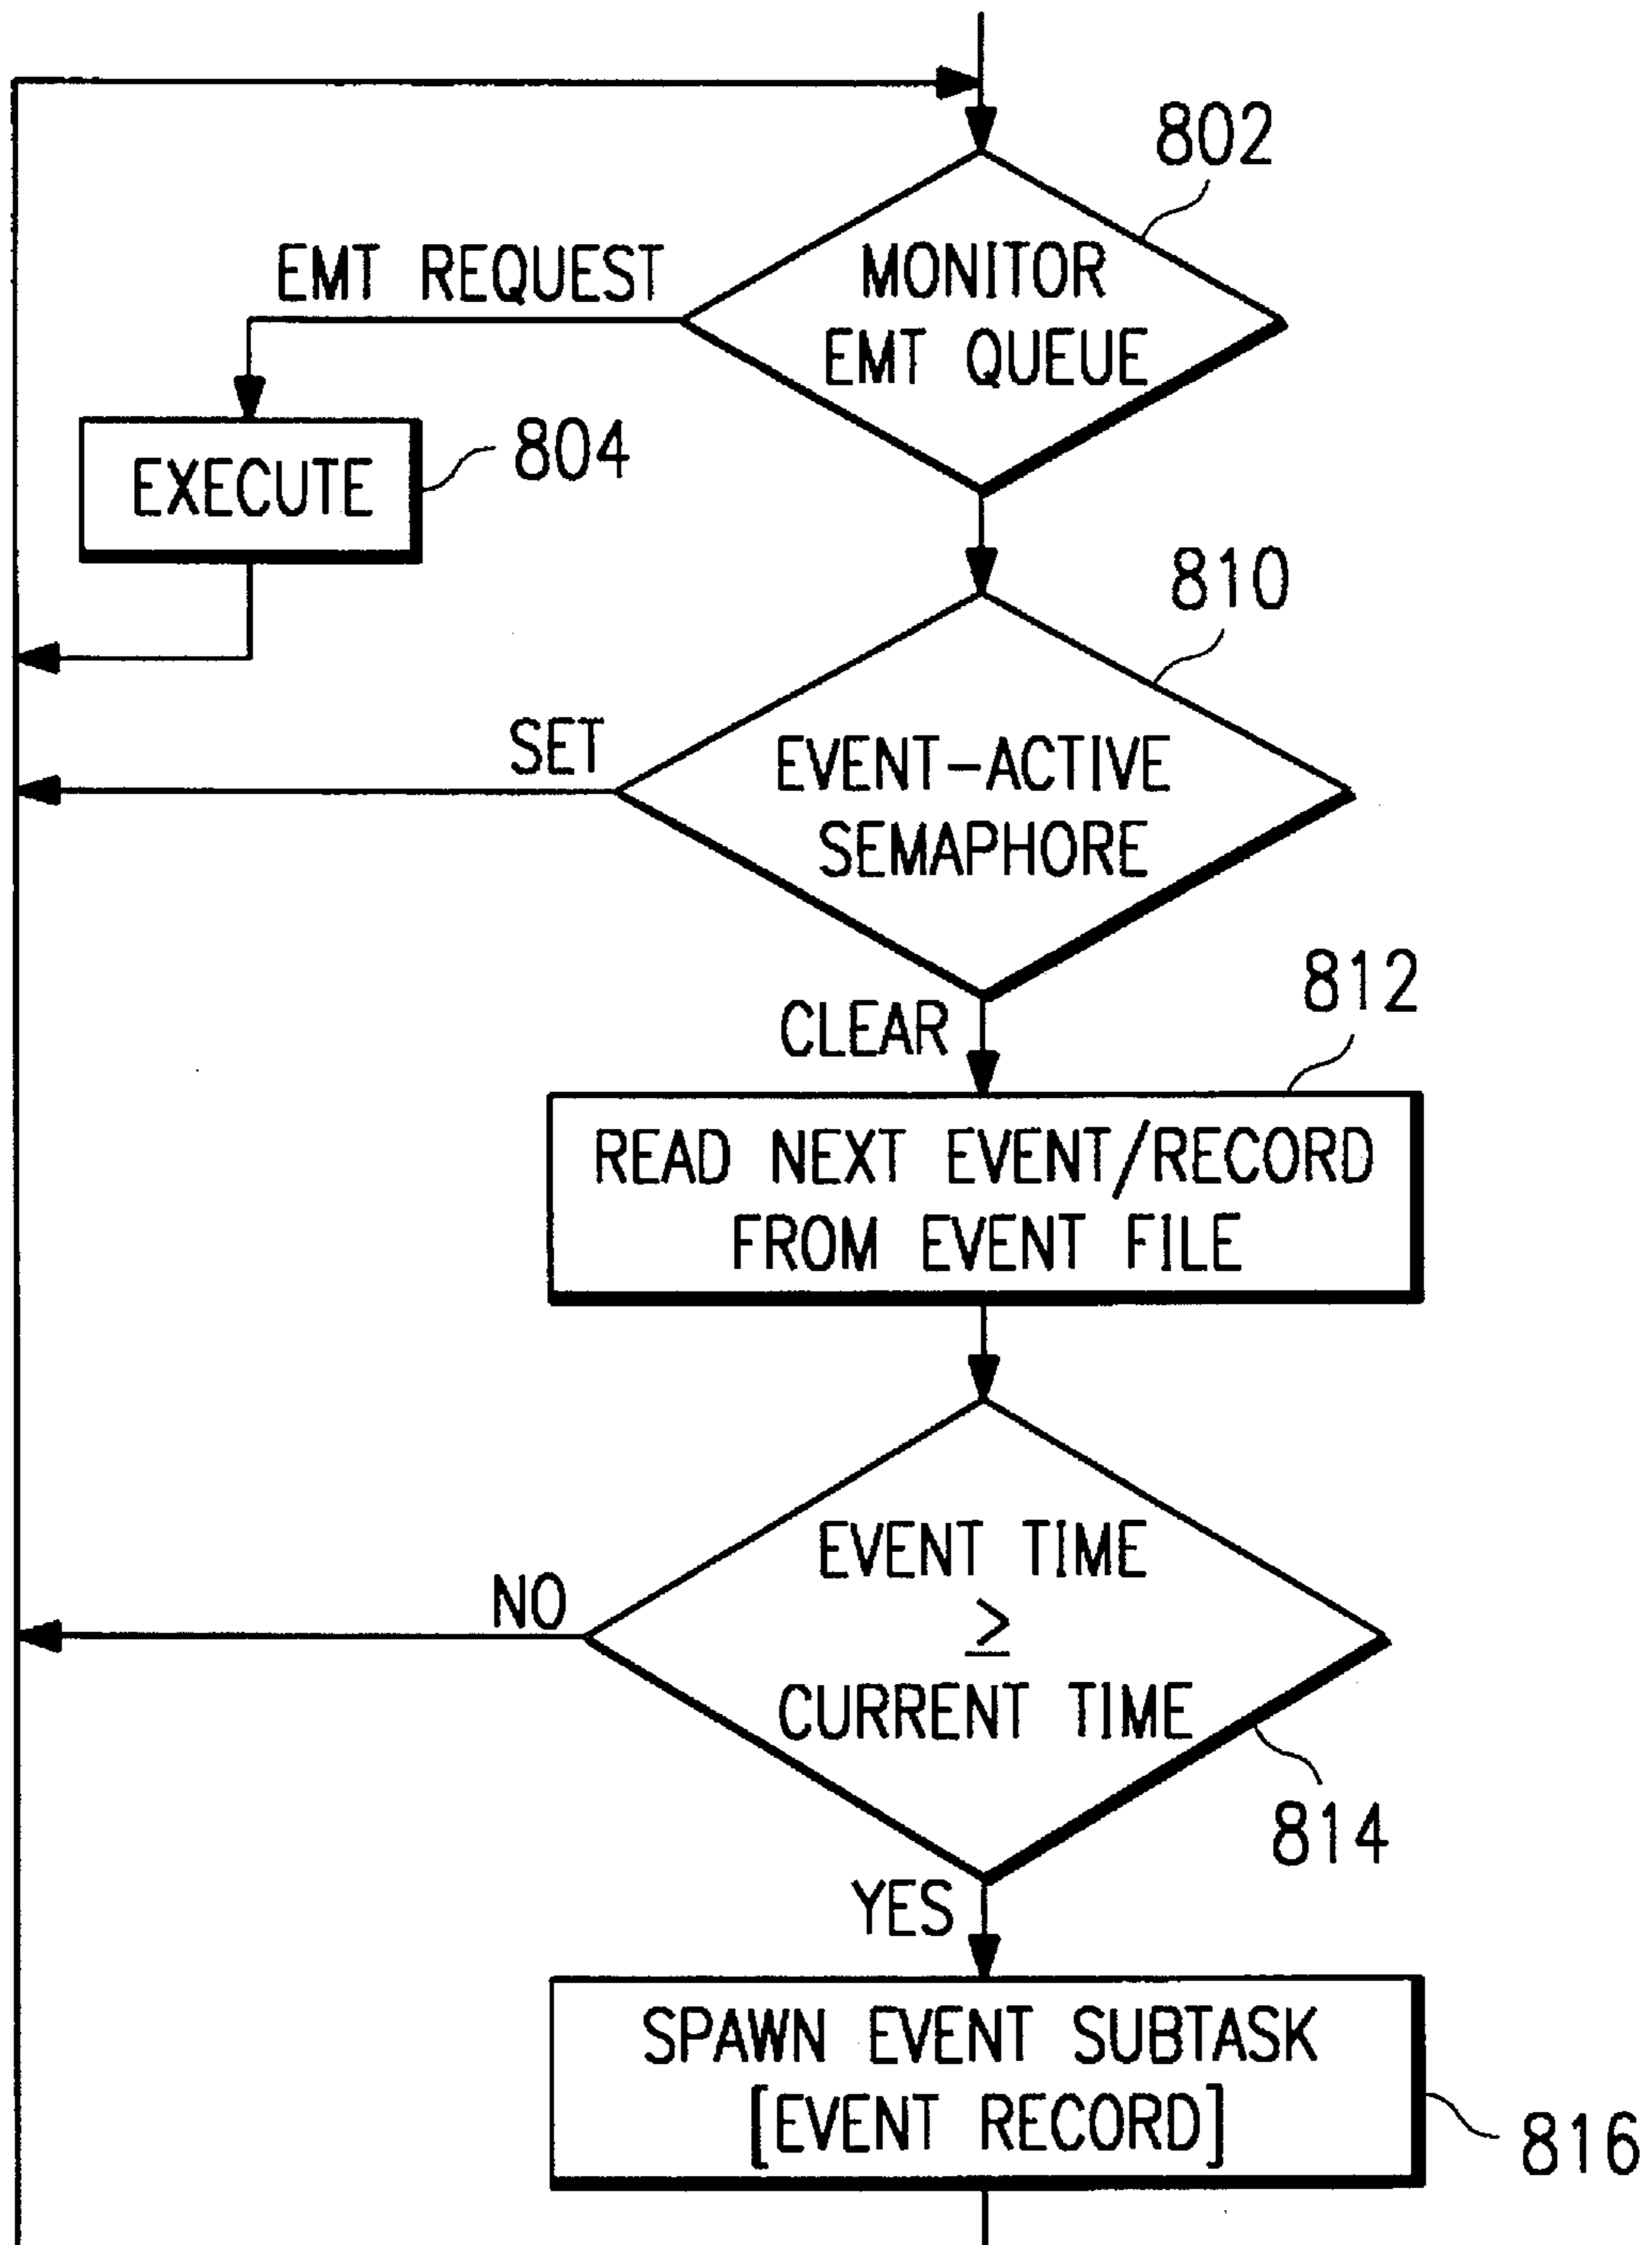 802
EMT REQUEST
MONITOR
EMT QUEUE
804
EXECUTE
810
SET
EVENT-ACTIVE
SEMAPHORE
812
CLEAR
READ NEXT EVENT/RECORD
FROM EVENT FILE
EVENT TIME
≥
CURRENT TIME
NO
814
YES
SPAWN EVENT SUBTASK
[EVENT RECORD]
816